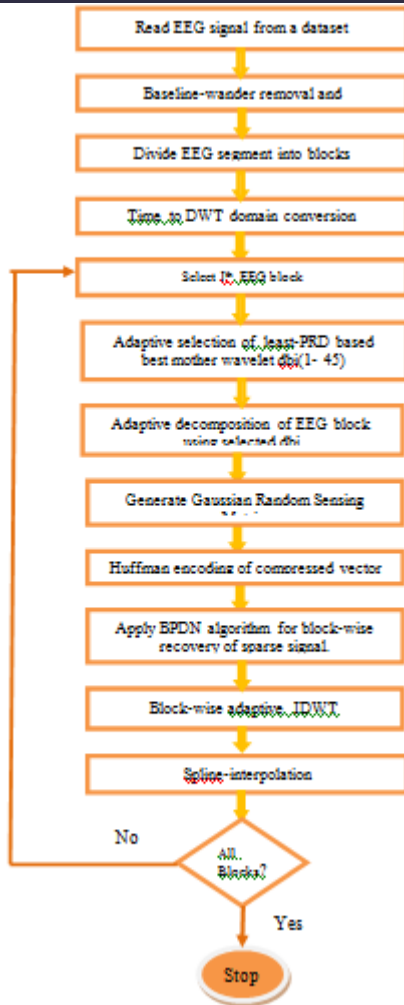 Read EEG signal from a dataset
Baseline-wander removal and
Divide EEG segment into blocks
Time to DWT domain conversion
Select EEG block
Adaptive selection of least-PRD based
best mother wavelet dbi(1- 45)
Adaptive decomposition of EEG block
using selected dbi
Generate Gaussian Random Sensing
Huffman encoding of compressed vector
Apply BPDN algorithm for block-wise
recovery of sparse signal.
Block-wise adaptive IDWT
Spline-interpolation
No
All
Blocks?
Yes
Stop